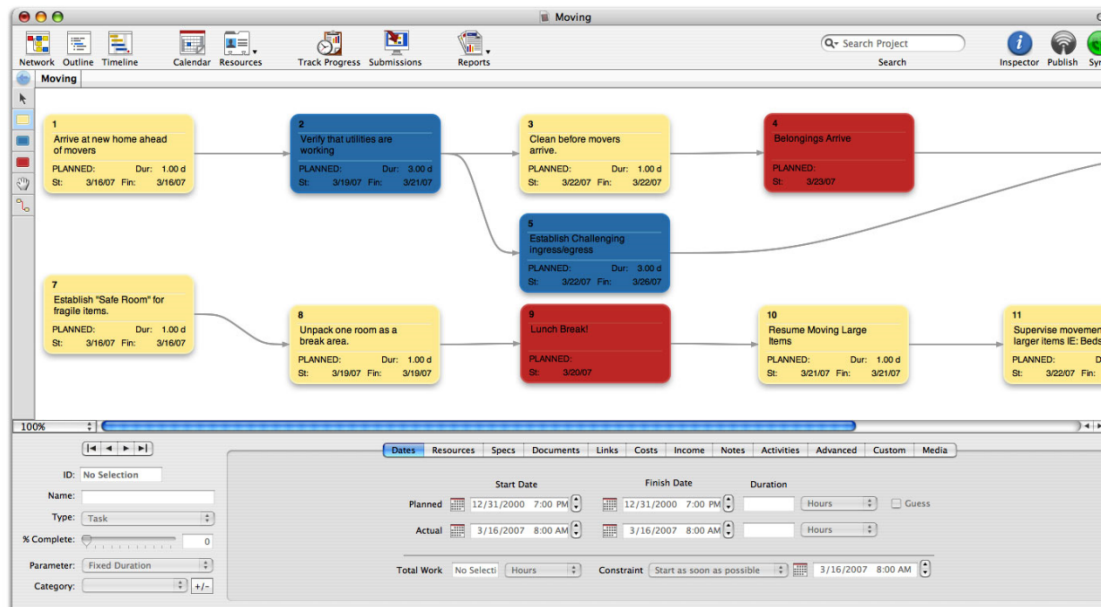 Moving
Network Outline Timeline Calendar Resources Track Progress Submissions Reports
Search Project
Search
Inspector Publish
Moving
1
Arrive at new home ahead
of movers
PLANNED: Dur: 1.00 d
St: 3/16/07 Fin: 3/16/07
2
Verify that utilities are
working
PLANNED: Dur: 3.00 d
St: 3/19/07 Fin: 3/21/07
3
Clean before movers
arrive.
PLANNED: Dur: 1.00 d
St: 3/22/07 Fin: 3/22/07
4
Belongings Arrive
PLANNED:
St: 3/23/07
5
Establish Challenging
ingress/egress
PLANNED: Dur: 3.00 d
St: 3/22/07 Fin: 3/26/07
7
Establish "Safe Room" for
fragile items.
PLANNED: Dur: 1.00 d
St: 3/16/07 Fin: 3/16/07
8
Unpack one room as a
break area.
PLANNED: Dur: 1.00 d
St: 3/19/07 Fin: 3/19/07
9
Lunch Break!
PLANNED:
St: 3/20/07
10
Resume Moving Large
Items
PLANNED: Dur: 1.00 d
St: 3/21/07 Fin: 3/21/07
11
Supervise movemen
larger items IE: Beds
PLANNED: D
St: 3/22/07 Fin:
100%
Dates Resources Specs Documents Links Costs Income Notes Activities Advanced Custom Media
ID: No Selection
Name:
Type: Task
% Complete: 0
Parameter: Fixed Duration
Category: +/-
Start Date Finish Date Duration
Planned 12/31/2000 7:00 PM 12/31/2000 7:00 PM Hours Guess
Actual 3/16/2007 8:00 AM 3/16/2007 8:00 AM Hours
Total Work No Selecti Hours Constraint Start as soon as possible 3/16/2007 8:00 AM